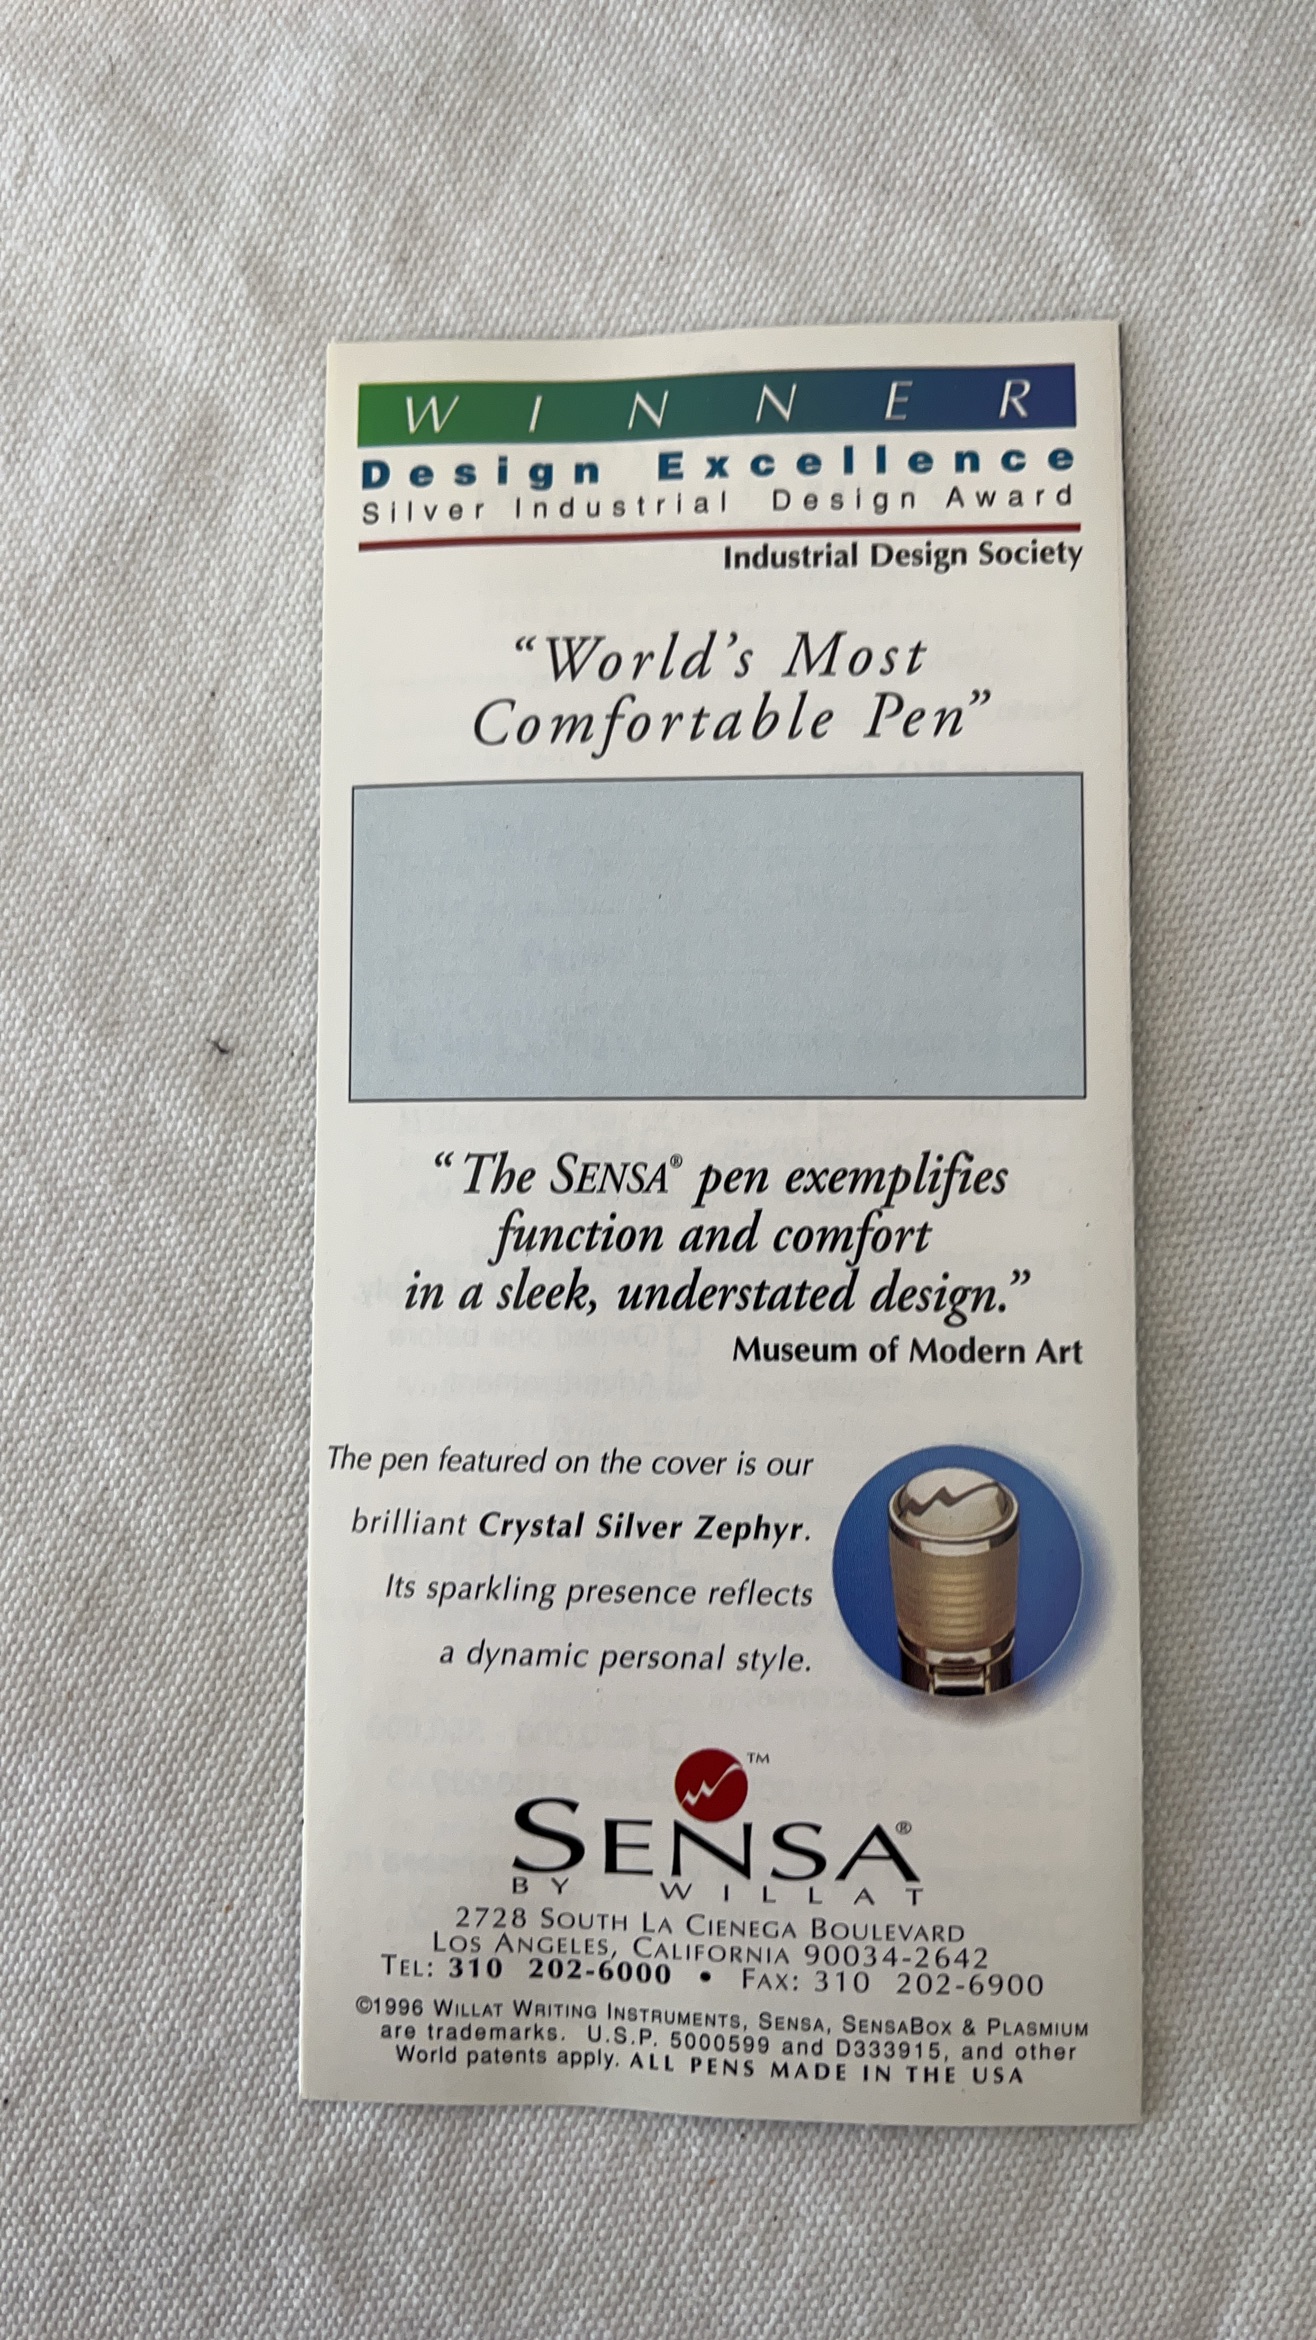 WINNER
Design Excellence
Silver Industrial Design Award
Industrial Design Society
“World’s Most
Comfortable Pen”
“The SENSA® pen exemplifies
function and comfort
in a sleek, understated design.”
Museum of Modern Art
The pen featured on the cover is our
brilliant Crystal Silver Zephyr.
Its sparkling presence reflects
a dynamic personal style.
TM
SENSA®
BY WILLAT
2728 SOUTH LA CIENEGA BOULEVARD
LOS ANGELES, CALIFORNIA 90034-2642
TEL: 310 202-6000 • FAX: 310 202-6900
©1996 WILLAT WRITING INSTRUMENTS, SENSA, SENSABOX & PLASMIUM
are trademarks. U.S.P. 5000599 and D333915, and other
World patents apply. ALL PENS MADE IN THE USA